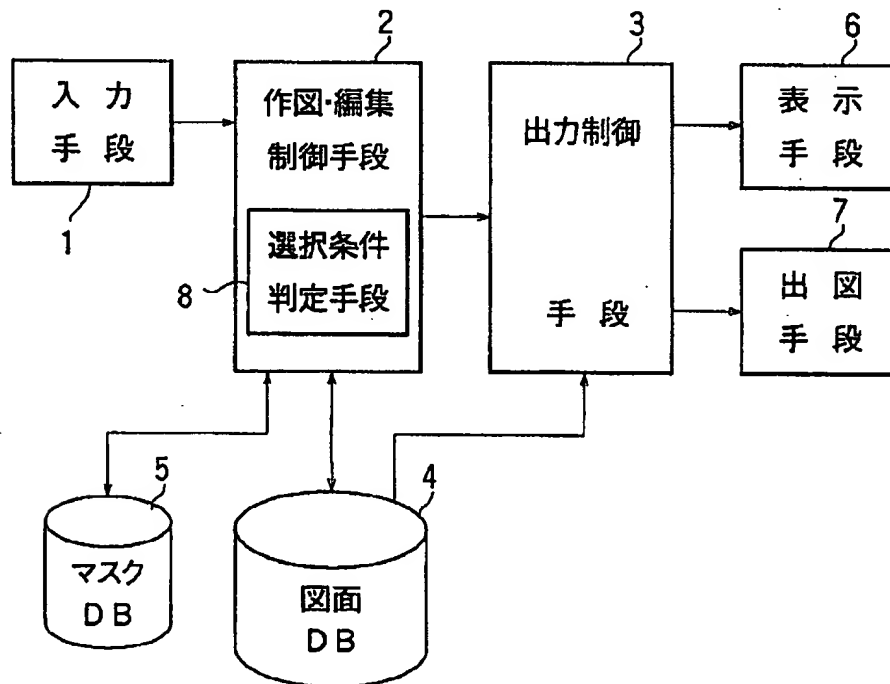 2
3
6
入力
手段
1
作図・編集
制御手段
選択条件
判定手段
8
出力制御
手段
表示
手段
7
出図
手段
5
マスク
DB
4
図面
DB